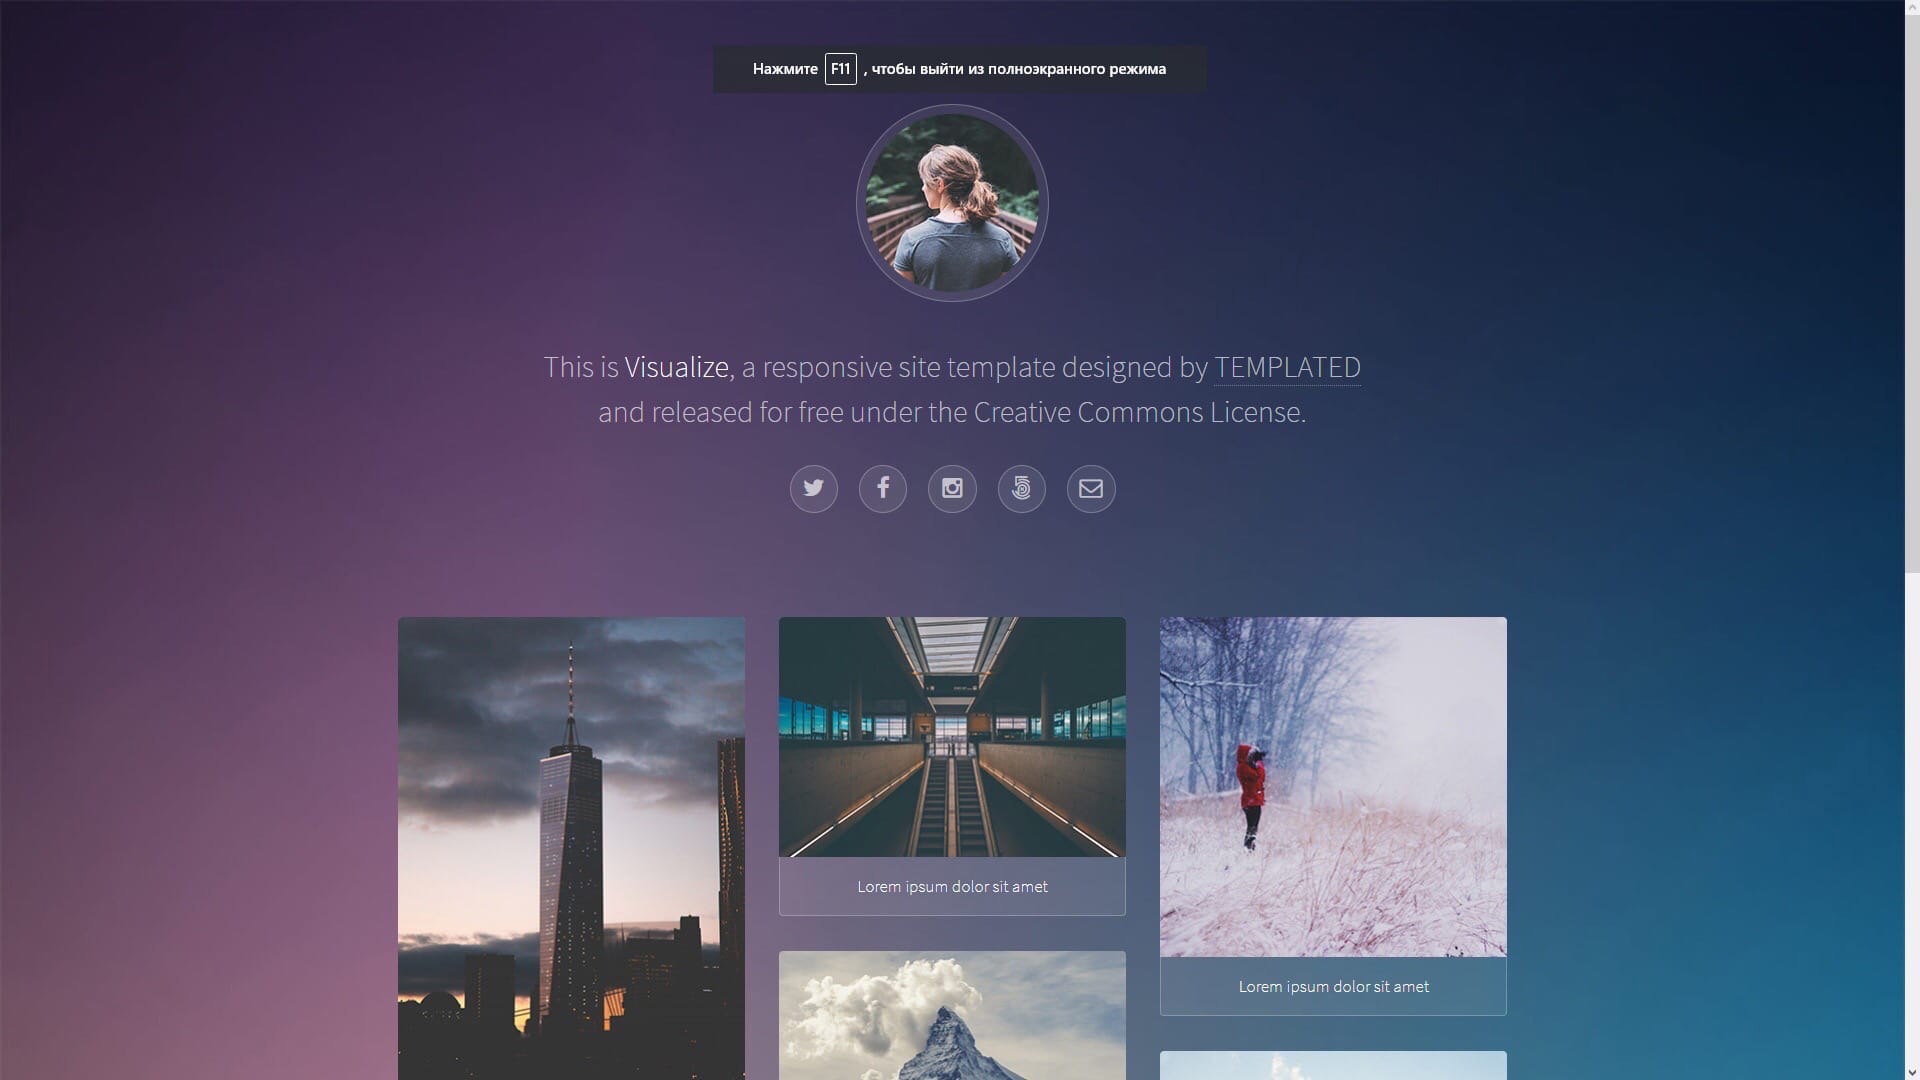 Нажмите F11 , чтобы выйти из полноэкранного режима
This is Visualize, a responsive site template designed by TEMPLATED
and released for free under the Creative Commons License.
Lorem ipsum dolor sit amet
Lorem ipsum dolor sit amet